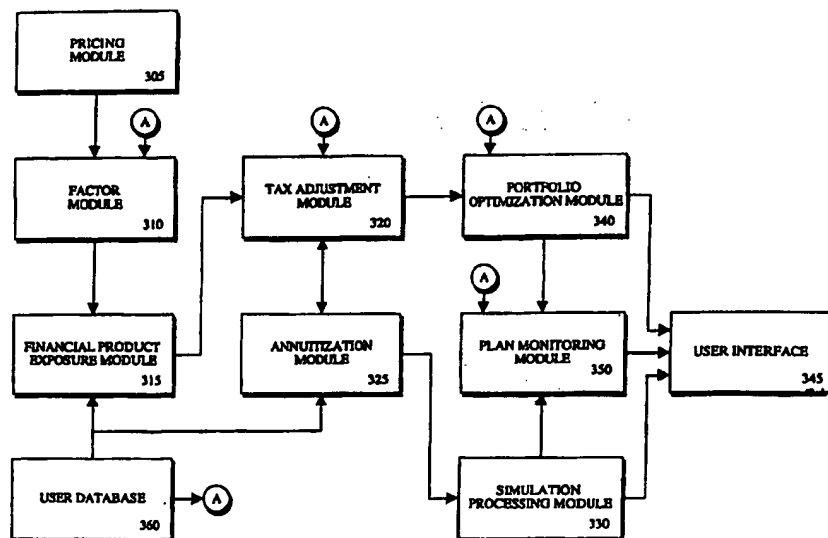 PRICING
MODULE
305
A
A
A
FACTOR
MODULE
310
TAX ADJUSTMENT
MODULE
320
PORTFOLIO
OPTIMIZATION MODULE
340
A
FINANCIAL PRODUCT
EXPOSURE MODULE
315
ANNUITIZATION
MODULE
325
PLAN MONITORING
MODULE
350
USER INTERFACE
345
USER DATABASE
360
A
SIMULATION
PROCESSING MODULE
330